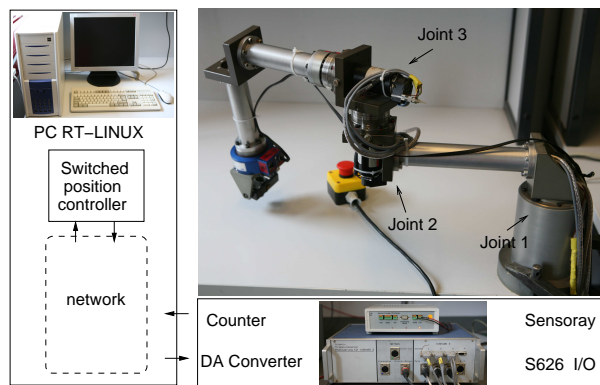 Joint 3
PC RT−LINUX
Switched
position
controller
Joint 2
Joint 1
network
Counter
Sensoray
DA Converter
S626 I/O